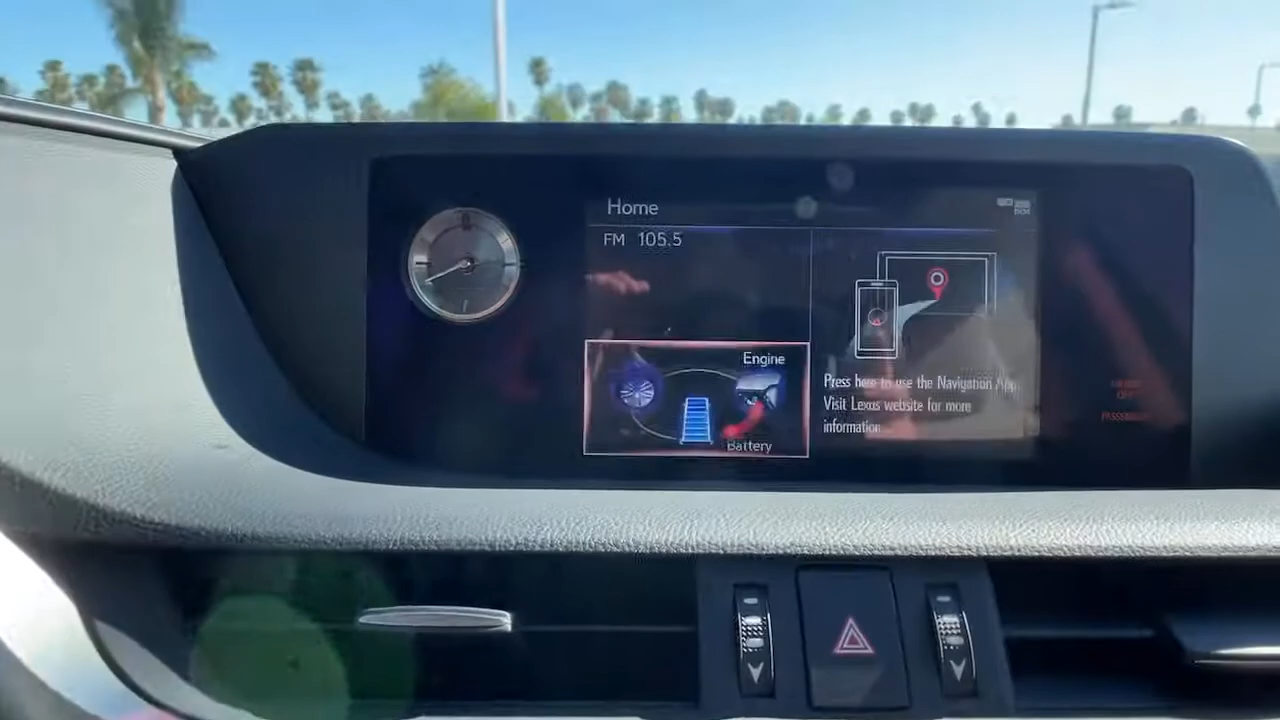 Home
FM 105.5
Engine
Battery
Press here to use the Navigation App.
Visit Lexus website for more
information.
PASSENGER